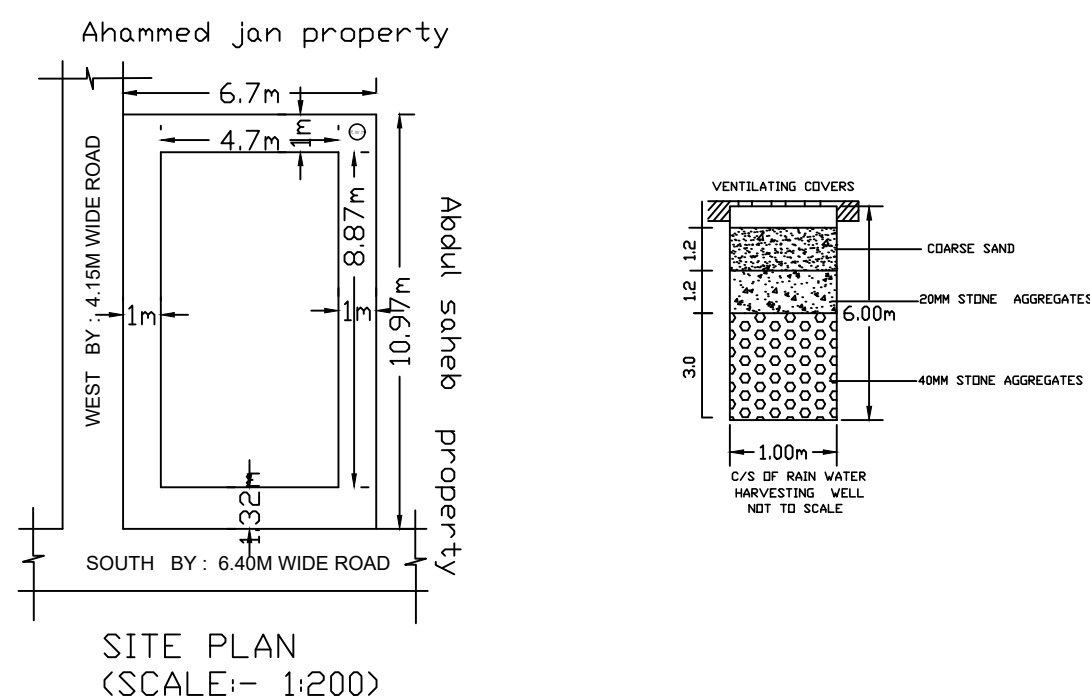 Ahammed jan property
6.7m
4.7m
1m
8.87m
10.97m
1m
1m
1.32m
WEST BY : 4.15M WIDE ROAD
Abdul saheb property
SOUTH BY : 6.40M WIDE ROAD
SITE PLAN
(SCALE:- 1:200)
VENTILATING COVERS
1.2
COARSE SAND
1.2
20MM STONE AGGREGATES
6.00m
3.0
40MM STONE AGGREGATES
1.00m
C/S OF RAIN WATER
HARVESTING WELL
NOT TO SCALE